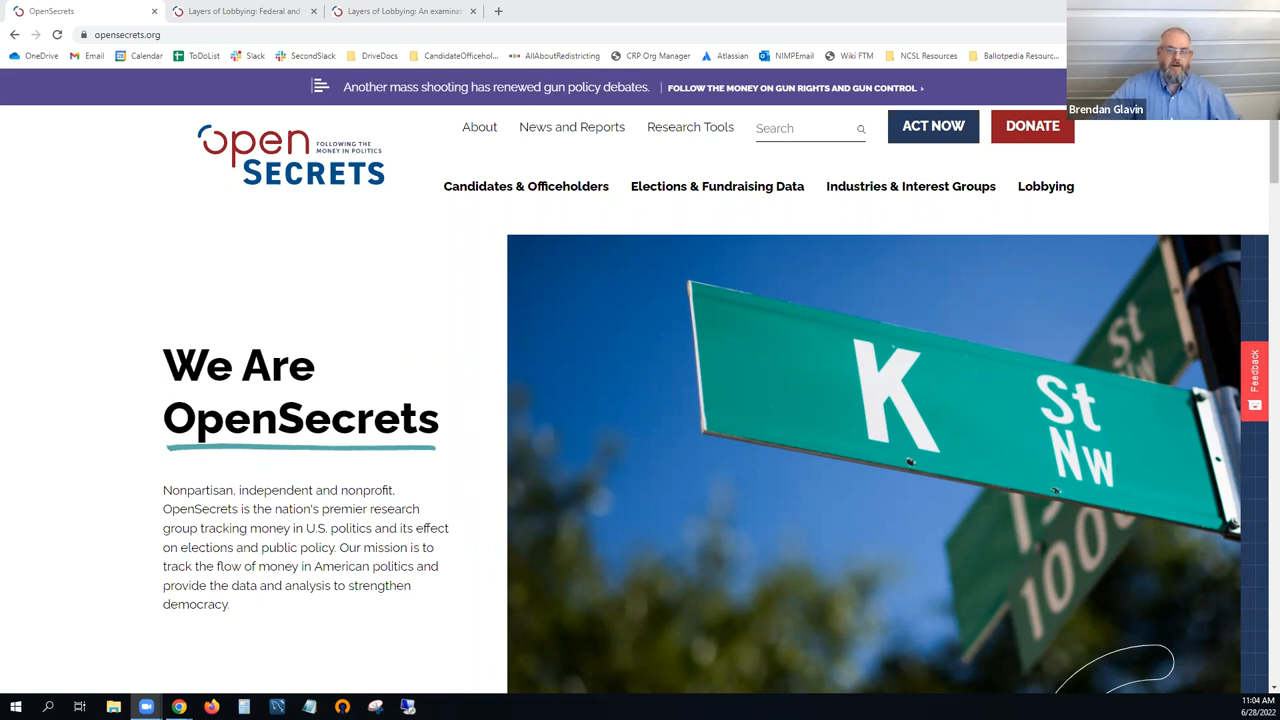 OpenSecrets
Layers of Lobbying: Federal and
Layers of Lobbying: An examinat
opensecrets.org
OneDrive
Email
Calendar
ToDoList
Slack
SecondSlack
DriveDocs
CandidateOfficehol...
AllAboutRedistricting
CRP Org Manager
Atlassian
NIMPEmail
Wiki FTM
NCSL Resources
Ballotpedia Resourc...
Brendan Glavin
Another mass shooting has renewed gun policy debates. | FOLLOW THE MONEY ON GUN RIGHTS AND GUN CONTROL ›
open
SECRETS
FOLLOWING THE
MONEY IN POLITICS
About
News and Reports
Research Tools
Search
ACT NOW
DONATE
Candidates & Officeholders
Elections & Fundraising Data
Industries & Interest Groups
Lobbying
We Are
OpenSecrets
Nonpartisan, independent and nonprofit,
OpenSecrets is the nation's premier research
group tracking money in U.S. politics and its effect
on elections and public policy. Our mission is to
track the flow of money in American politics and
provide the data and analysis to strengthen
democracy.
K St
NW
St
NW
1000
Feedback
11:04 AM
6/28/2022